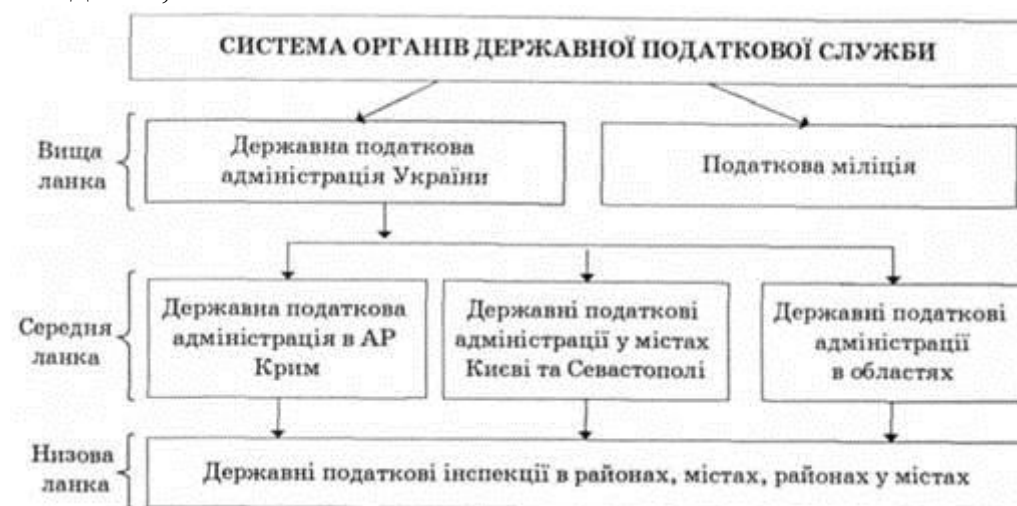 СИСТЕМА ОРГАНІВ ДЕРЖАВНОЇ ПОДАТКОВОЇ СЛУЖБИ
Вища
ланка
Державна податкова
адміністрація України
Податкова міліція
Середня
ланка
Державна податкова
адміністрація в АР
Крим
Державні податкові
адміністрації у містах
Києві та Севастополі
Державні податкові
адміністрації
в областях
Низова
ланка
Державні податкові інспекції в районах, містах, районах у містах